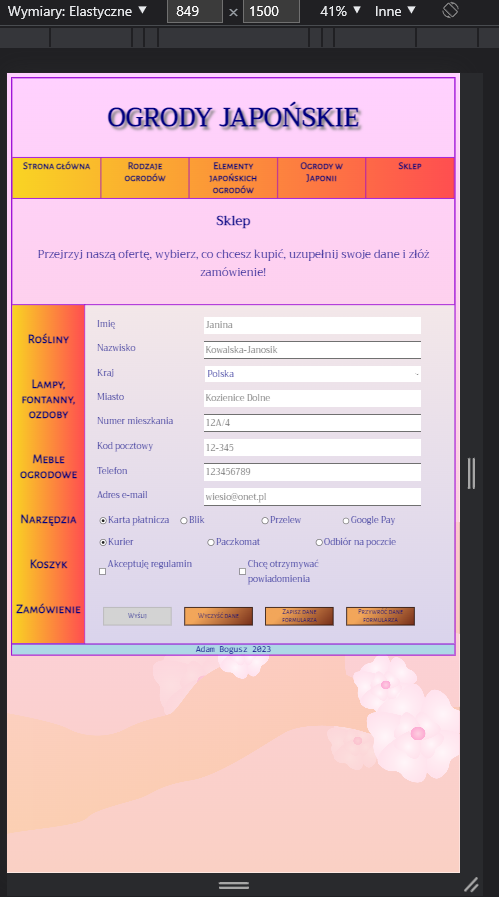 Wymiary: Elastyczne ▼ 849 × 1500 41% ▼ Inne ▼
OGRODY JAPOŃSKIE
Strona główna
Rodzaje
ogrodów
Elementy
japońskich
ogrodów
Ogrody w
Japonii
Sklep
Sklep
Przejrzyj naszą ofertę, wybierz, co chcesz kupić, uzupełnij swoje dane i złóż
zamówienie!
Rośliny
Lampy,
fontanny,
ozdoby
Meble
ogrodowe
Narzędzia
Koszyk
Zamówienie
Imię Janina
Nazwisko Kowalska-Janosik
Kraj Polska
Miasto Kozienice Dolne
Numer mieszkania 12A/4
Kod pocztowy 12-345
Telefon 123456789
Adres e-mail wiesio@onet.pl
Karta płatnicza Blik Przelew Google Pay
Kurier Paczkomat Odbiór na poczcie
Akceptuję regulamin
Chcę otrzymywać
powiadomienia
Wyślij
Wyczyść dane
Zapisz dane
formularza
Przywróć dane
formularza
Adam Bogusz 2023